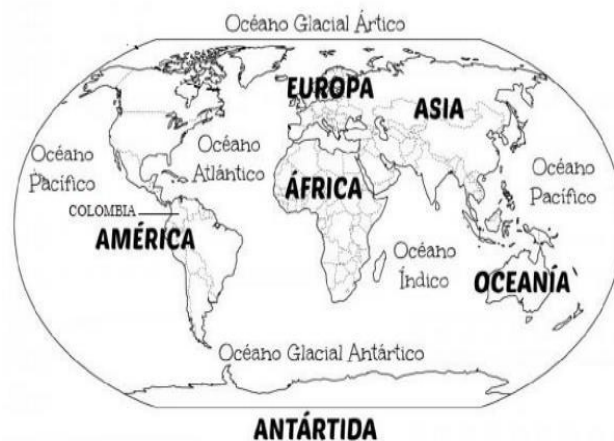 Océano Glacial Ártico
EUROPA
ASIA
Océano
Pacífico
Océano
Atlántico
Océano
Pacífico
ÁFRICA
COLOMBIA
AMÉRICA
Océano
Índico
OCEANÍA
Océano Glacial Antártico
ANTÁRTIDA